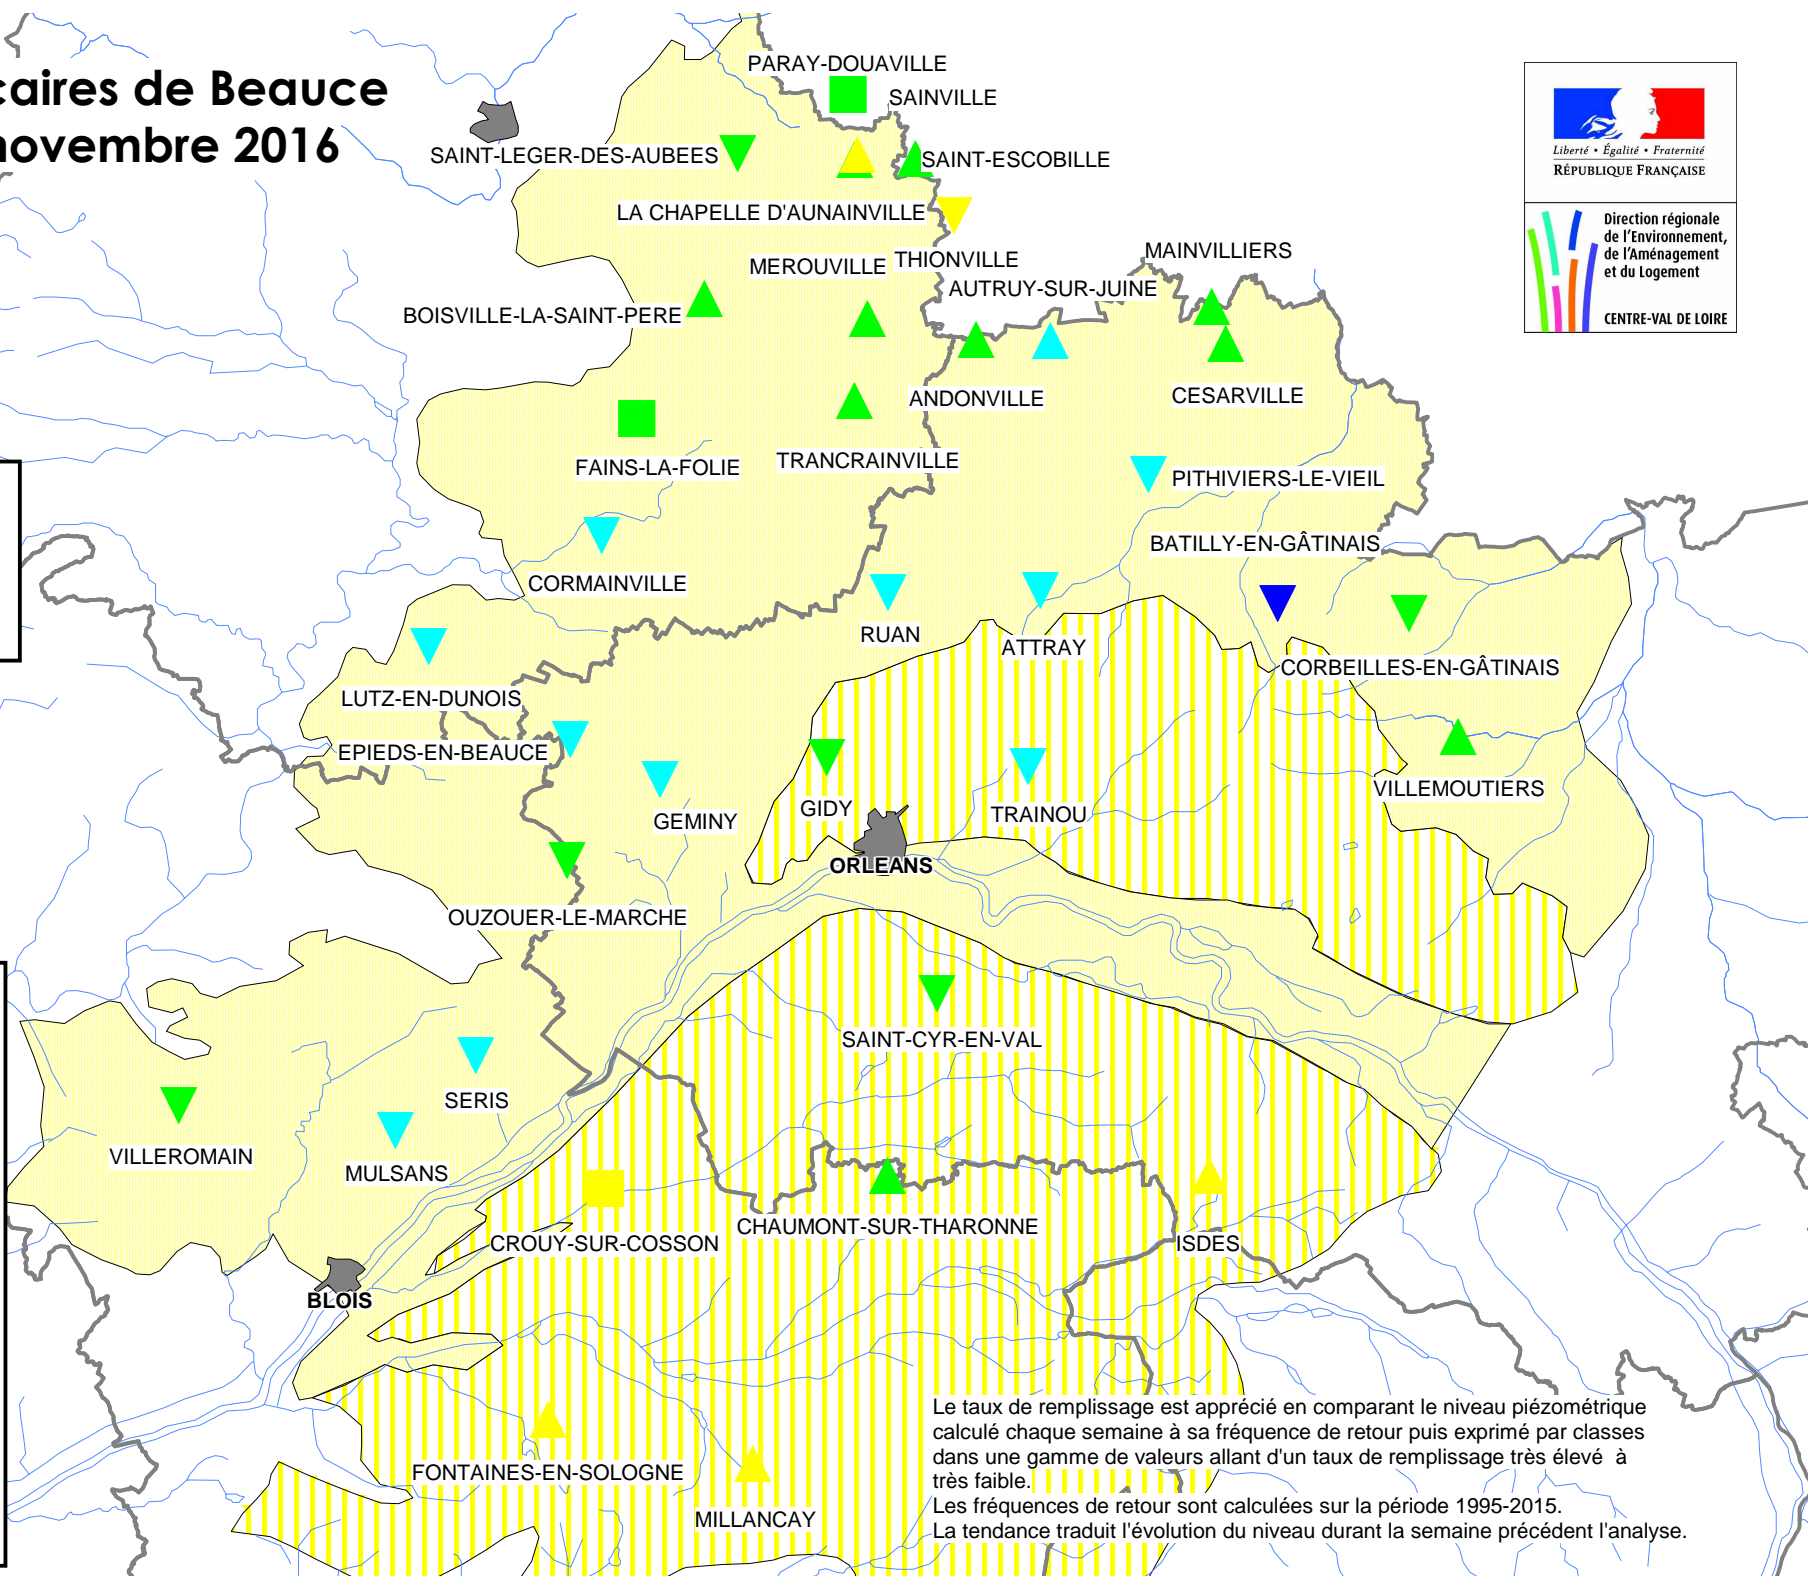 caires de Beauce
novembre 2016
PARAY-DOUAVILLE
SAINVILLE
SAINT-LEGER-DES-AUBEES
SAINT-ESCOBILLE
LA CHAPELLE D'AUNAINVILLE
MEROUVILLE
THIONVILLE
MAINVILLIERS
AUTRUY-SUR-JUINE
BOISVILLE-LA-SAINT-PERE
ANDONVILLE
CESARVILLE
FAINS-LA-FOLIE
TRANCRAINVILLE
PITHIVIERS-LE-VIEIL
BATILLY-EN-GÂTINAIS
CORMAINVILLE
RUAN
ATTRAY
CORBEILLES-EN-GÂTINAIS
LUTZ-EN-DUNOIS
EPIEDS-EN-BEAUCE
VILLEMOUTIERS
GEMINY
GIDY
TRAINOU
ORLEANS
OUZOUER-LE-MARCHE
SAINT-CYR-EN-VAL
SERIS
VILLEROMAIN
MULSANS
CROUY-SUR-COSSON
CHAUMONT-SUR-THARONNE
ISDES
BLOIS
FONTAINES-EN-SOLOGNE
MILLANCAY
Liberté • Égalité • Fraternité
RÉPUBLIQUE FRANÇAISE
Direction régionale
de l'Environnement,
de l'Aménagement
et du Logement
CENTRE-VAL DE LOIRE
Le taux de remplissage est apprécié en comparant le niveau piézométrique
calculé chaque semaine à sa fréquence de retour puis exprimé par classes
dans une gamme de valeurs allant d'un taux de remplissage très élevé à
très faible.
Les fréquences de retour sont calculées sur la période 1995-2015.
La tendance traduit l'évolution du niveau durant la semaine précédent l'analyse.